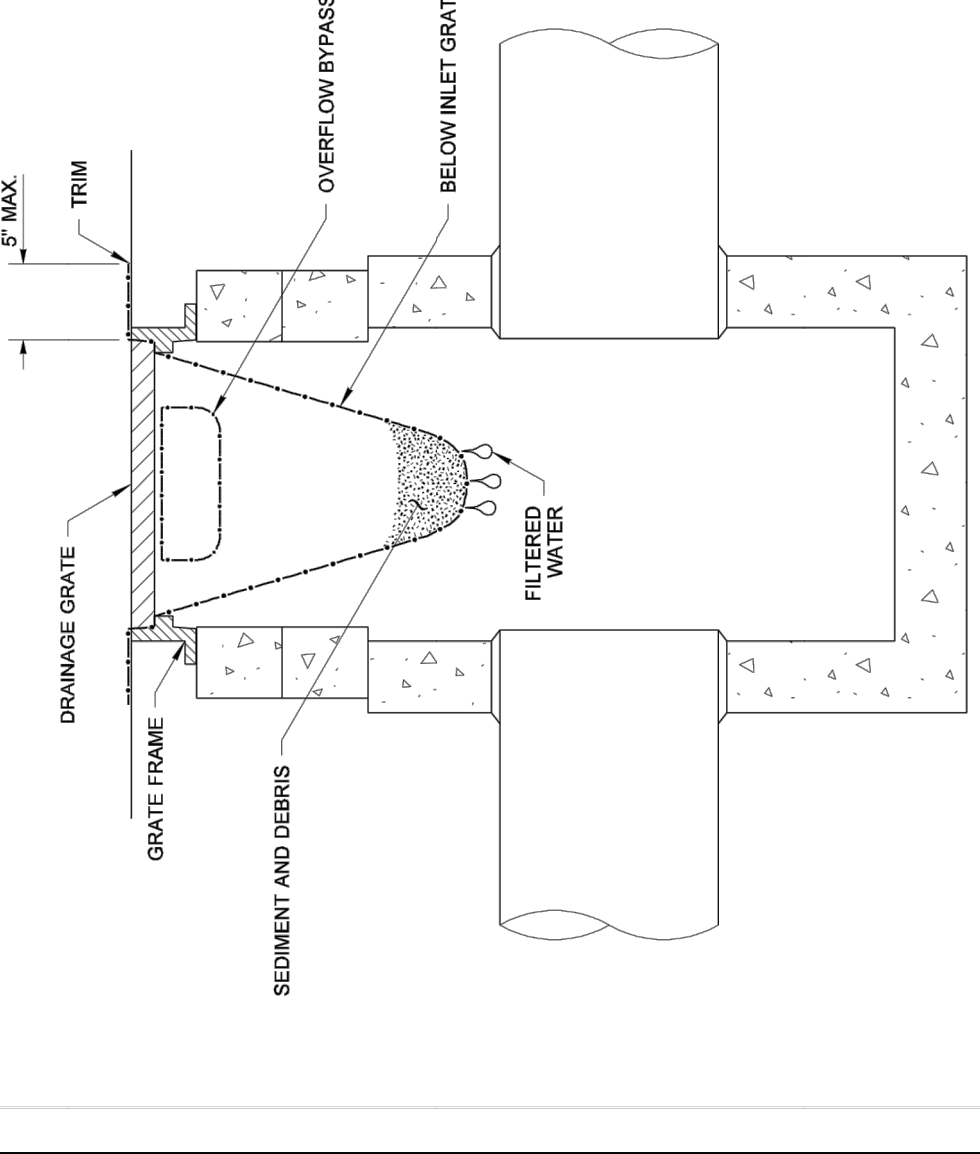 5" MAX.
TRIM
OVERFLOW BYPASS
BELOW INLET GRAT
DRAINAGE GRATE
GRATE FRAME
SEDIMENT AND DEBRIS
FILTERED
WATER